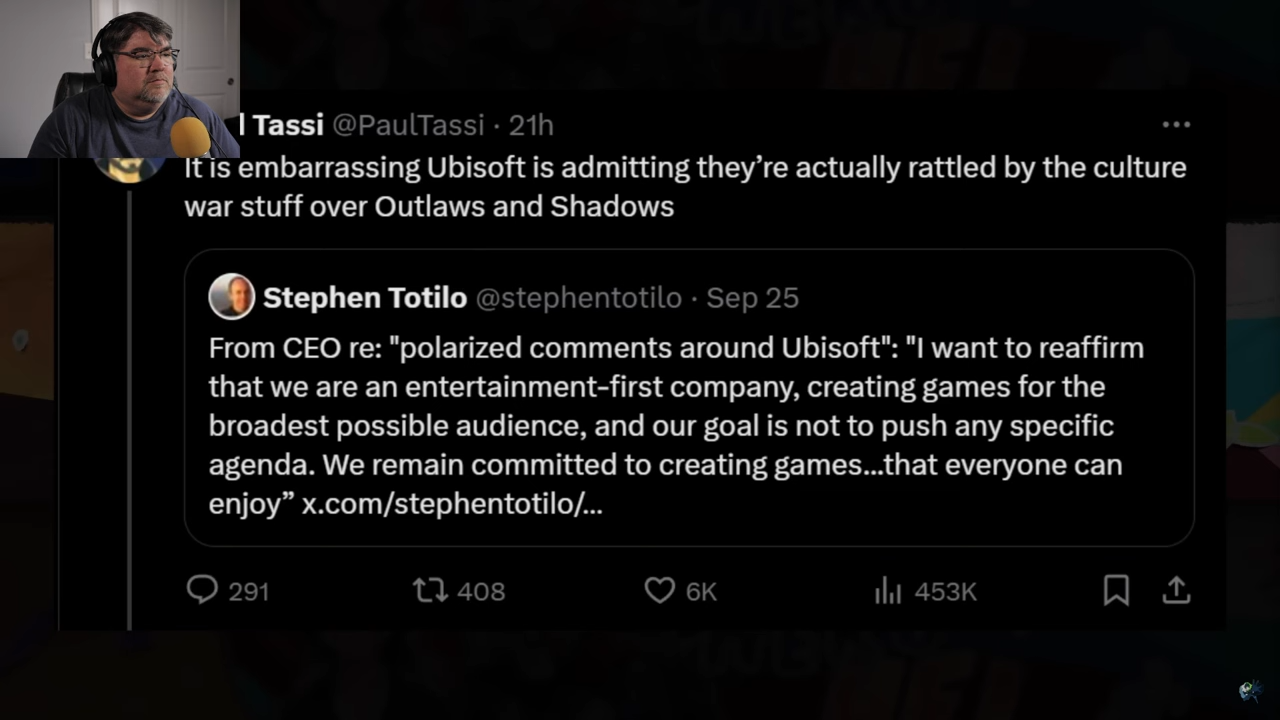 l Tassi @PaulTassi · 21h
It is embarrassing Ubisoft is admitting they’re actually rattled by the culture
war stuff over Outlaws and Shadows
Stephen Totilo @stephentotilo · Sep 25
From CEO re: "polarized comments around Ubisoft": "I want to reaffirm
that we are an entertainment-first company, creating games for the
broadest possible audience, and our goal is not to push any specific
agenda. We remain committed to creating games...that everyone can
enjoy” x.com/stephentotilo/...
291 408 6K 453K